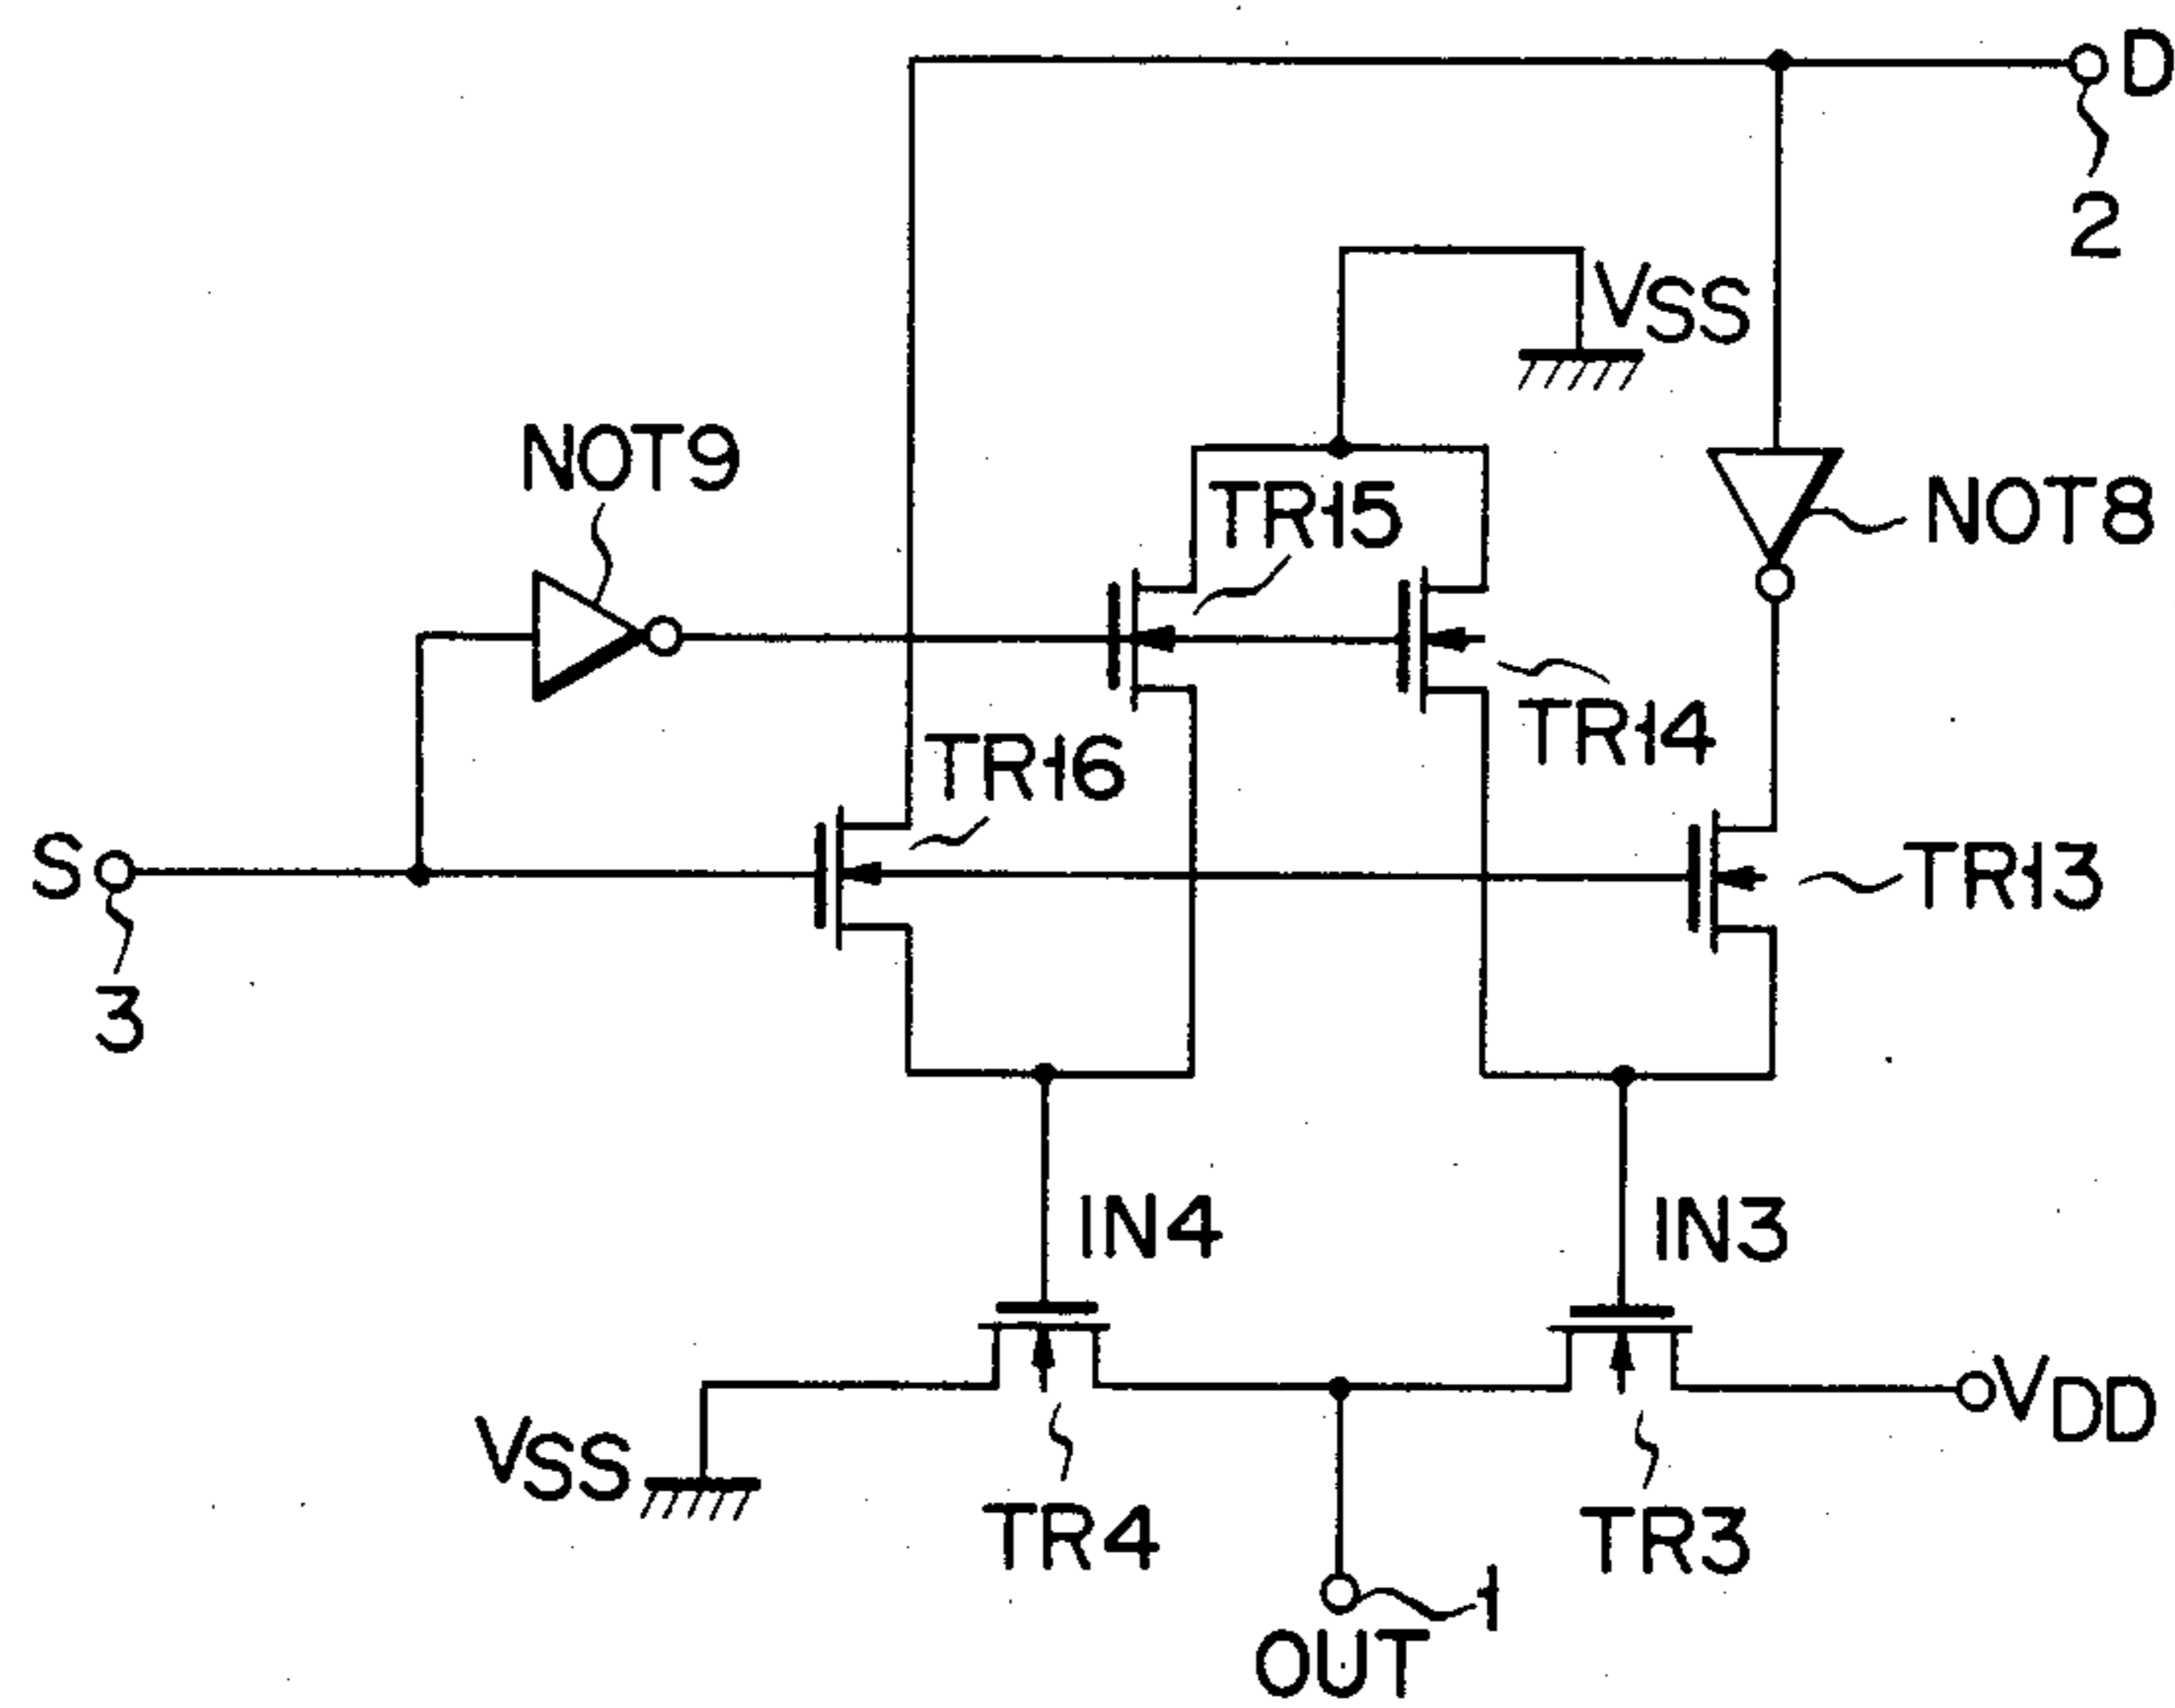 D
2
VSS
NOT9
TR15
NOT8
TR14
TR16
S
TR13
3
IN4
IN3
VDD
VSS
TR4
TR3
1
OUT